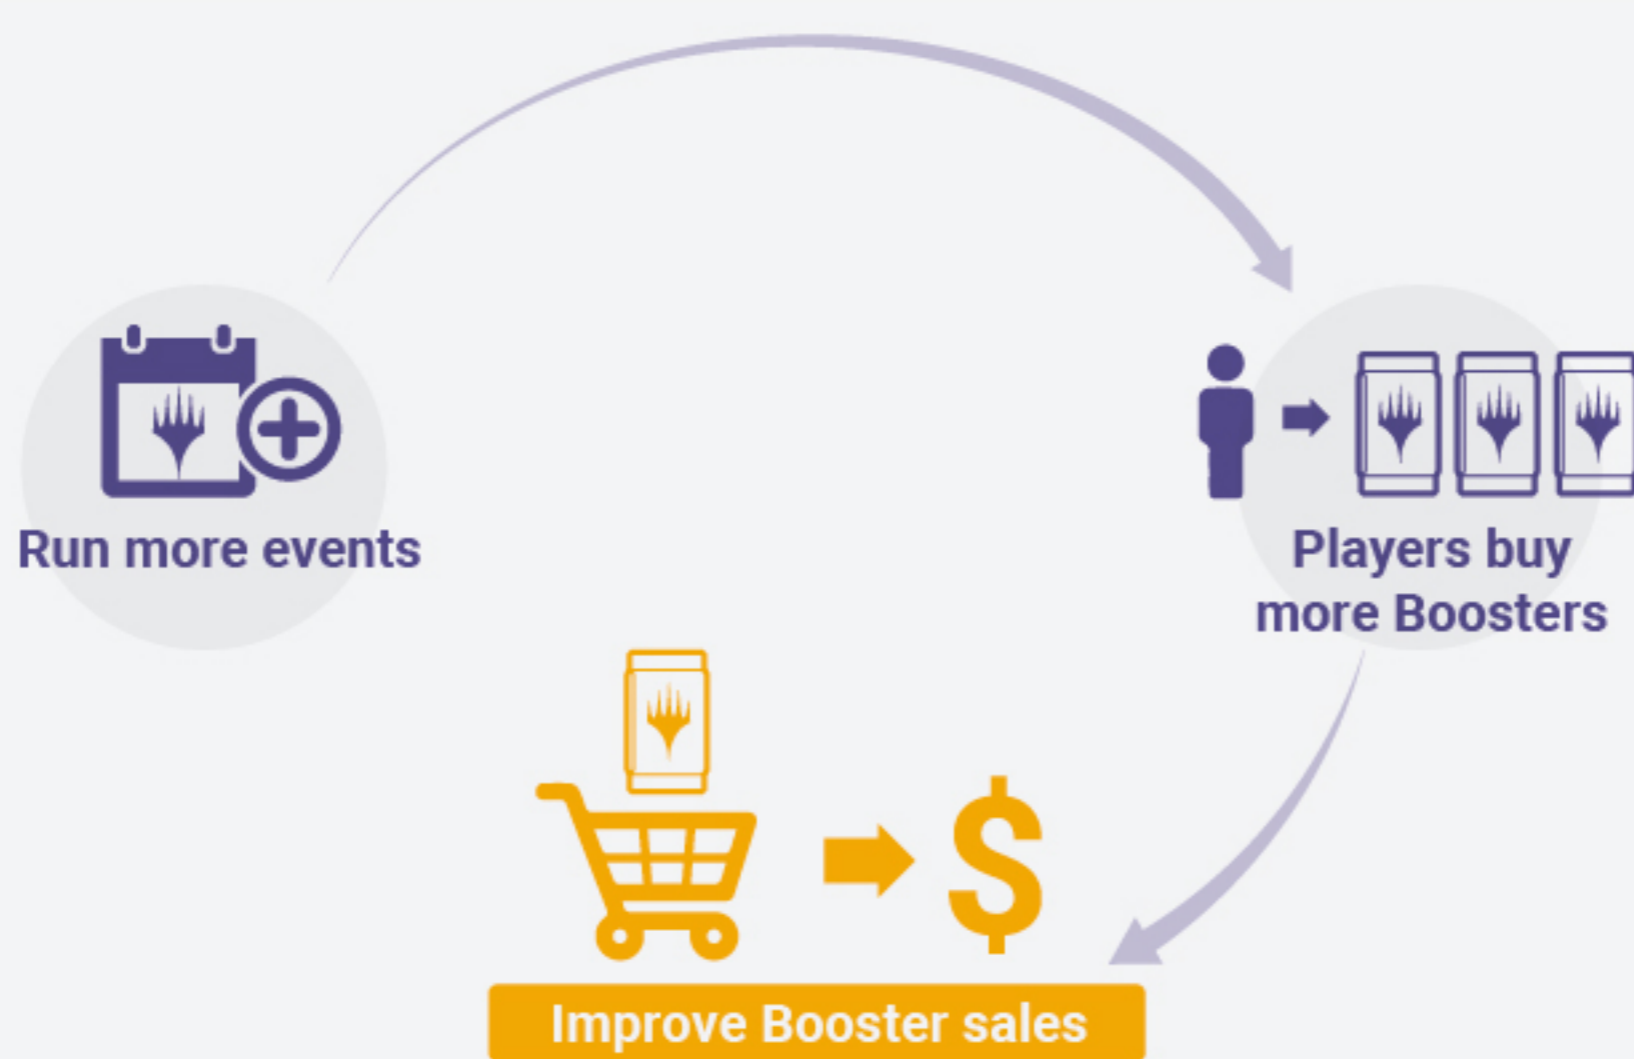 Run more events
Players buy
more Boosters
$
Improve Booster sales